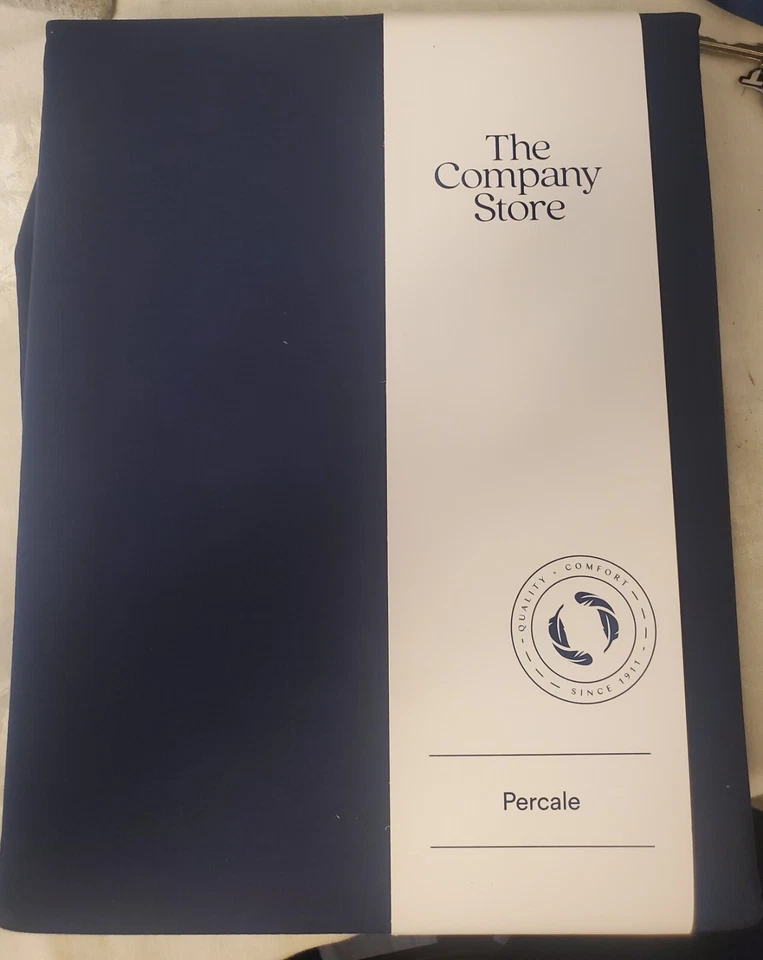 The
Company
Store
QUALITY - COMFORT
SINCE 1911
Percale